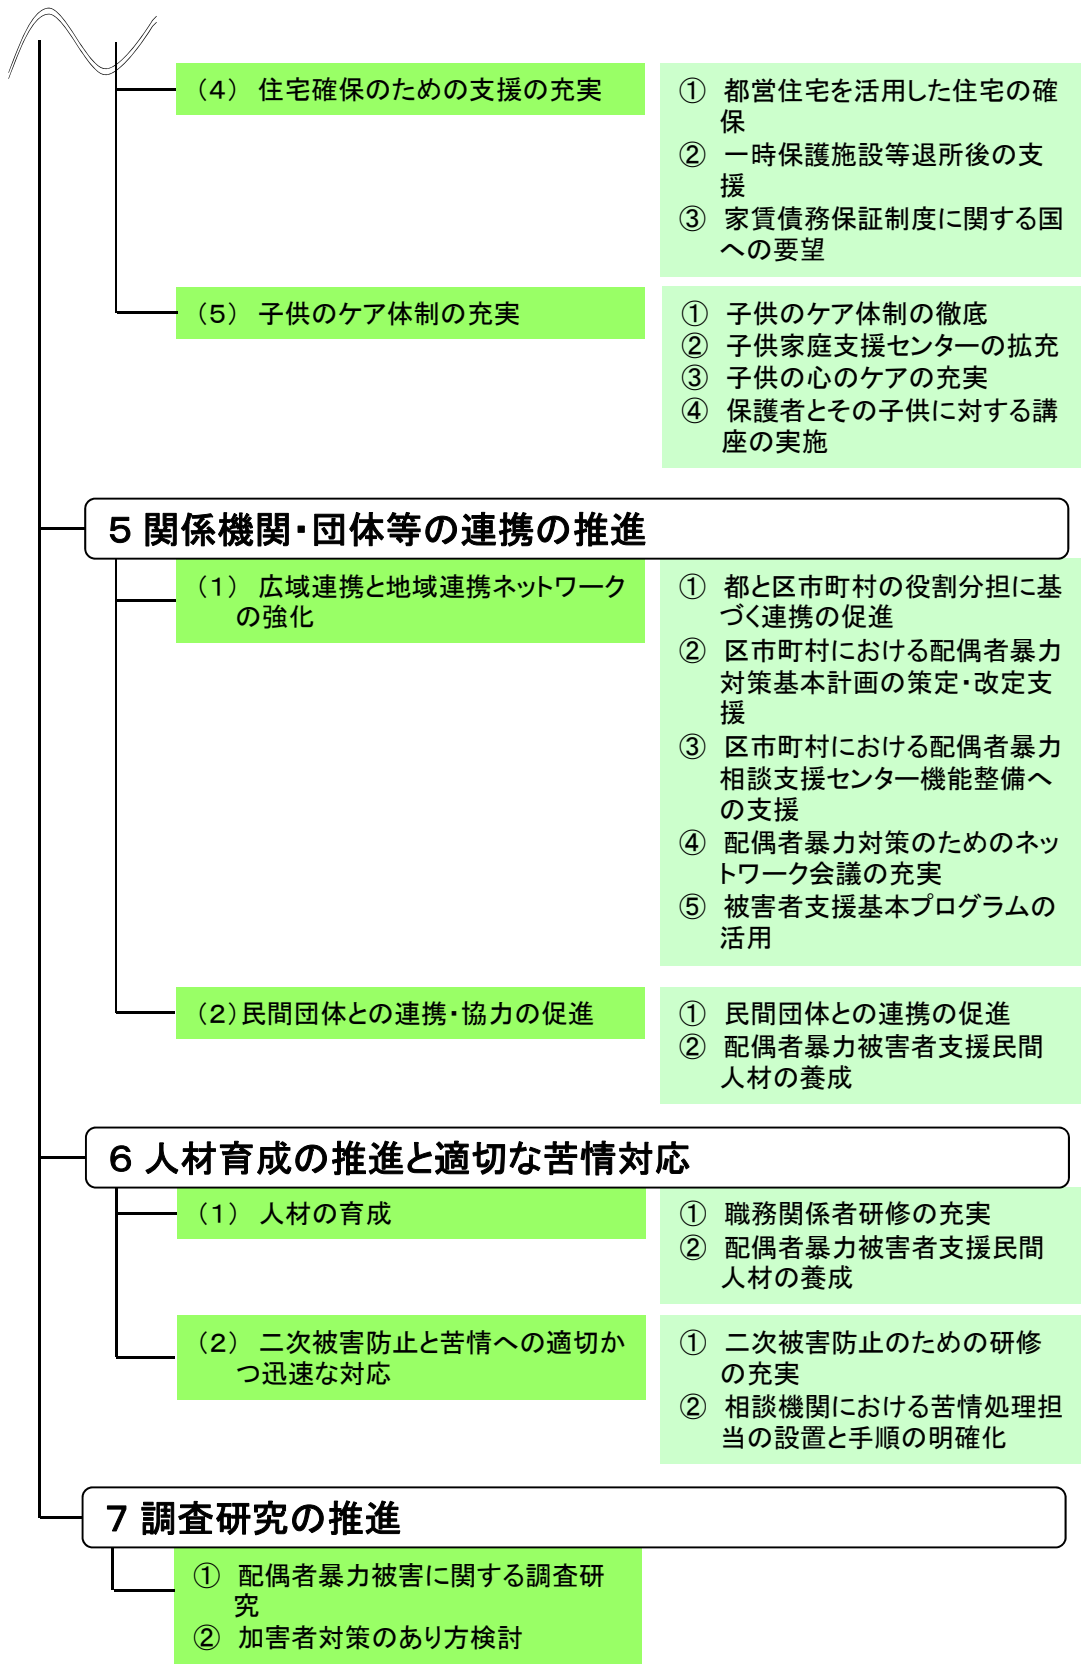 （４） 住宅確保のための支援の充実
① 都営住宅を活用した住宅の確
保
② 一時保護施設等退所後の支
援
③ 家賃債務保証制度に関する国
への要望
（５） 子供のケア体制の充実
① 子供のケア体制の徹底
② 子供家庭支援センターの拡充
③ 子供の心のケアの充実
④ 保護者とその子供に対する講
座の実施
５ 関係機関・団体等の連携の推進
（１） 広域連携と地域連携ネットワーク
の強化
① 都と区市町村の役割分担に基
づく連携の促進
② 区市町村における配偶者暴力
対策基本計画の策定・改定支
援
③ 区市町村における配偶者暴力
相談支援センター機能整備へ
の支援
④ 配偶者暴力対策のためのネッ
トワーク会議の充実
⑤ 被害者支援基本プログラムの
活用
（２）民間団体との連携・協力の促進
① 民間団体との連携の促進
② 配偶者暴力被害者支援民間
人材の養成
６ 人材育成の推進と適切な苦情対応
（１） 人材の育成
① 職務関係者研修の充実
② 配偶者暴力被害者支援民間
人材の養成
（２） 二次被害防止と苦情への適切か
つ迅速な対応
① 二次被害防止のための研修
の充実
② 相談機関における苦情処理担
当の設置と手順の明確化
７ 調査研究の推進
① 配偶者暴力被害に関する調査研
究
② 加害者対策のあり方検討